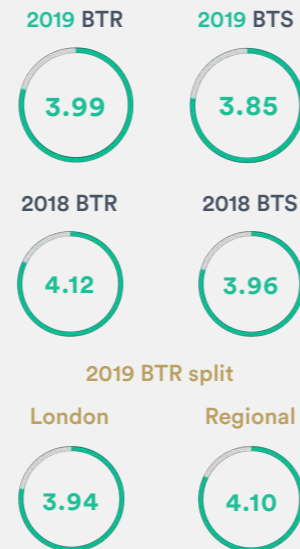 2019 BTR 2019 BTS
3.99 3.85
2018 BTR 2018 BTS
4.12 3.96
2019 BTR split
London Regional
3.94 4.10